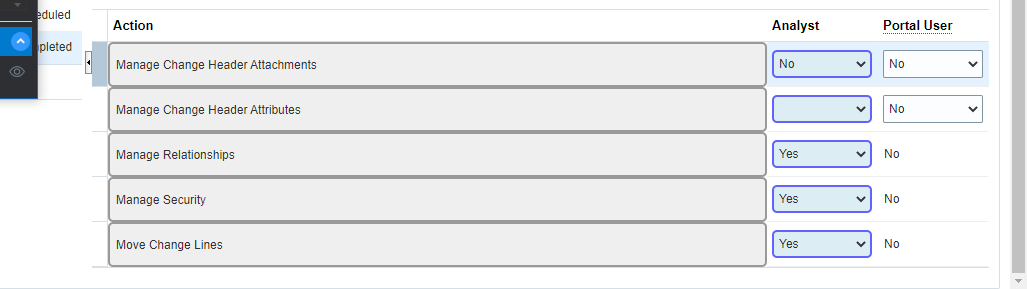 eduled
Action Analyst Portal User
pleted
Manage Change Header Attachments No No
Manage Change Header Attributes No
Manage Relationships Yes No
Manage Security Yes No
Move Change Lines Yes No